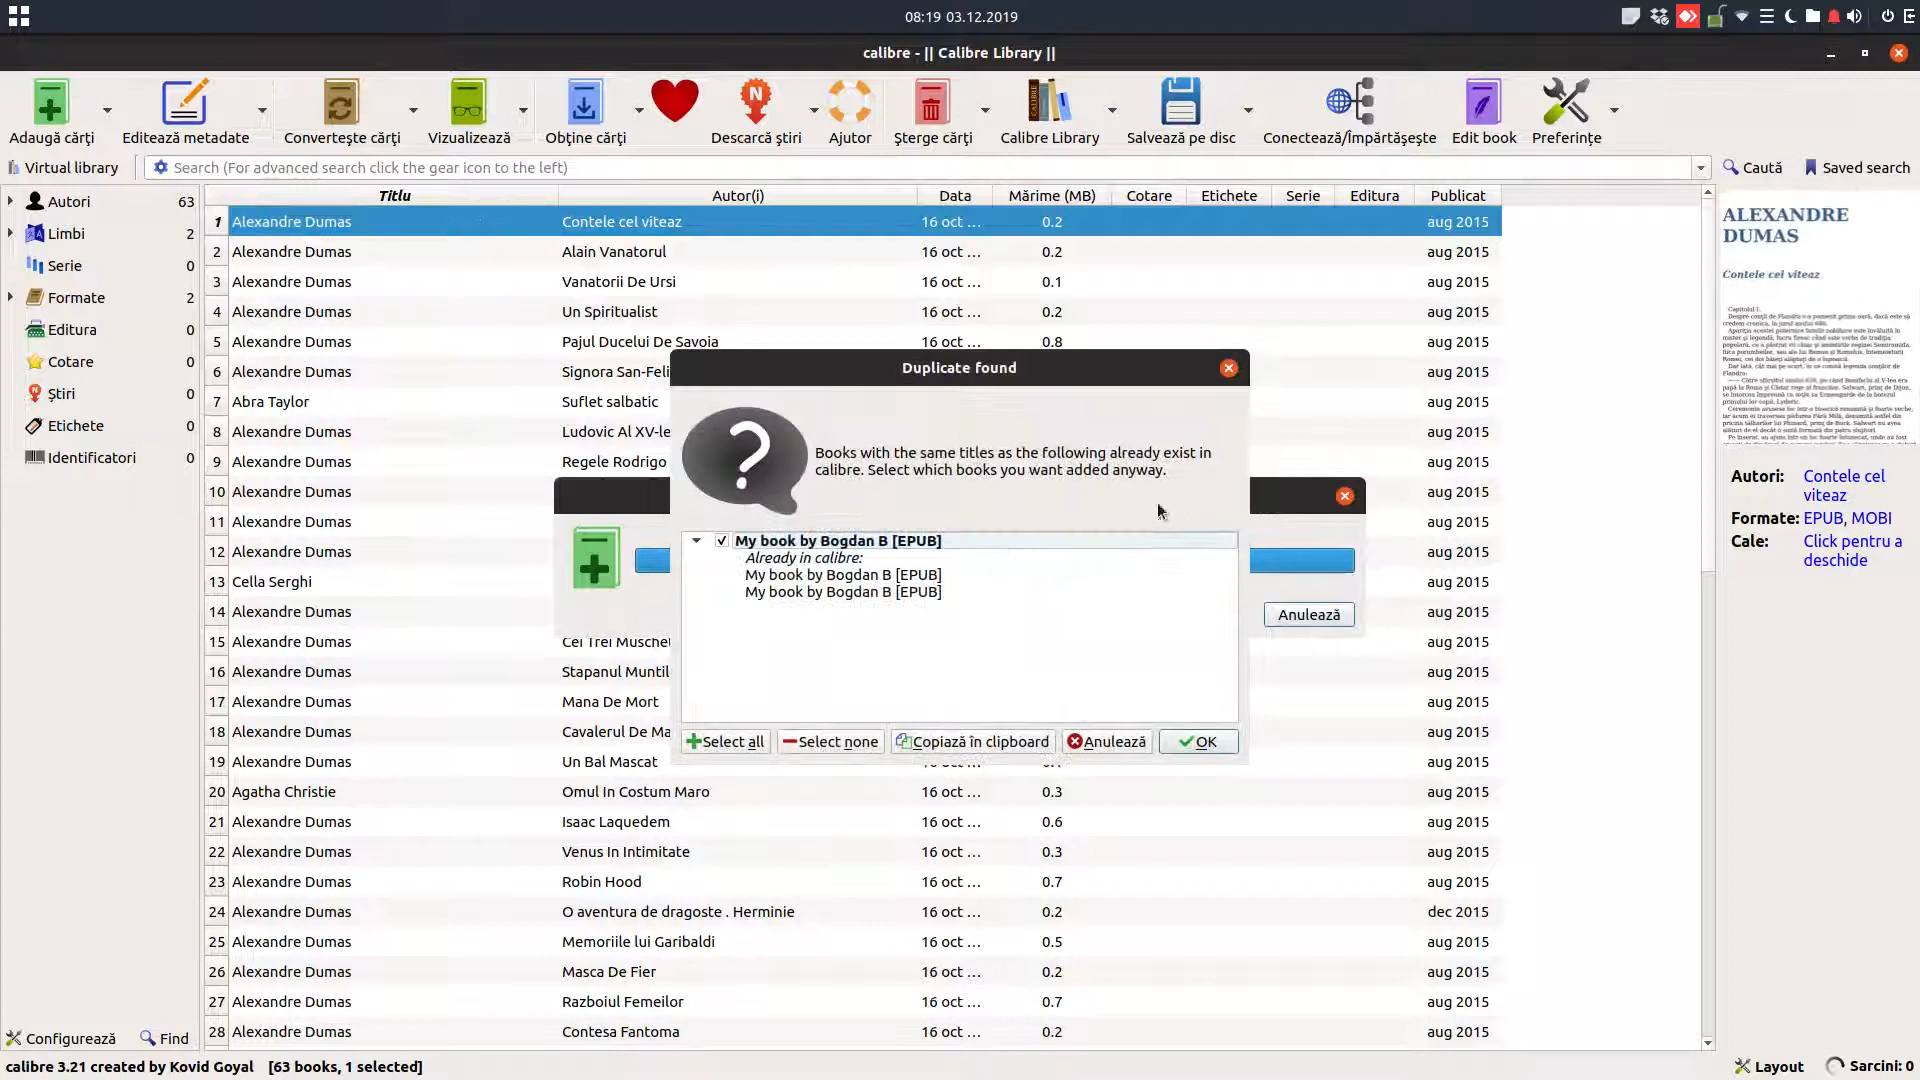 08:19 03.12.2019
calibre - || Calibre Library ||
Adaugă cărți
Editează metadate
Convertește cărți
Vizualizează
Obține cărți
Descarcă știri
Ajutor
Șterge cărți
Calibre Library
Salvează pe disc
Conectează/Împărtășește
Edit book
Preferințe
Virtual library
Search (For advanced search click the gear icon to the left)
Caută
Saved search
Autori 63
Limbi 2
Serie 0
Formate 2
Editura 0
Cotare 0
Știri 0
Etichete 0
Identificatori 0
Titlu Autor(i) Data Mărime (MB) Cotare Etichete Serie Editura Publicat
1 Alexandre Dumas Contele cel viteaz 16 oct ... 0.2 aug 2015
2 Alexandre Dumas Alain Vanatorul 16 oct ... 0.2 aug 2015
3 Alexandre Dumas Vanatorii De Ursi 16 oct ... 0.1 aug 2015
4 Alexandre Dumas Un Spiritualist 16 oct ... 0.2 aug 2015
5 Alexandre Dumas Pajul Ducelui De Savoia 16 oct ... 0.8 aug 2015
6 Alexandre Dumas Signora San-Feli aug 2015
7 Abra Taylor Suflet salbatic aug 2015
8 Alexandre Dumas Ludovic Al XV-le aug 2015
9 Alexandre Dumas Regele Rodrigo aug 2015
10 Alexandre Dumas aug 2015
11 Alexandre Dumas aug 2015
12 Alexandre Dumas aug 2015
13 Cella Serghi aug 2015
14 Alexandre Dumas aug 2015
15 Alexandre Dumas Cei Trei Muschet aug 2015
16 Alexandre Dumas Stapanul Muntil aug 2015
17 Alexandre Dumas Mana De Mort aug 2015
18 Alexandre Dumas Cavalerul De Ma aug 2015
19 Alexandre Dumas Un Bal Mascat aug 2015
20 Agatha Christie Omul In Costum Maro 16 oct ... 0.3 aug 2015
21 Alexandre Dumas Isaac Laquedem 16 oct ... 0.6 aug 2015
22 Alexandre Dumas Venus In Intimitate 16 oct ... 0.3 aug 2015
23 Alexandre Dumas Robin Hood 16 oct ... 0.7 aug 2015
24 Alexandre Dumas O aventura de dragoste . Herminie 16 oct ... 0.2 dec 2015
25 Alexandre Dumas Memoriile lui Garibaldi 16 oct ... 0.5 aug 2015
26 Alexandre Dumas Masca De Fier 16 oct ... 0.2 aug 2015
27 Alexandre Dumas Razboiul Femeilor 16 oct ... 0.7 aug 2015
28 Alexandre Dumas Contesa Fantoma 16 oct ... 0.2 aug 2015
Duplicate found
Books with the same titles as the following already exist in
calibre. Select which books you want added anyway.
My book by Bogdan B [EPUB]
Already in calibre:
My book by Bogdan B [EPUB]
My book by Bogdan B [EPUB]
Select all
Select none
Copiază în clipboard
Anulează
OK
Anulează
ALEXANDRE
DUMAS
Contele cel viteaz
Capitolul 1.
Autori: Contele cel
viteaz
Formate: EPUB, MOBI
Cale: Click pentru a
deschide
Configurează
Find
calibre 3.21 created by Kovid Goyal [63 books, 1 selected]
Layout
Sarcini: 0